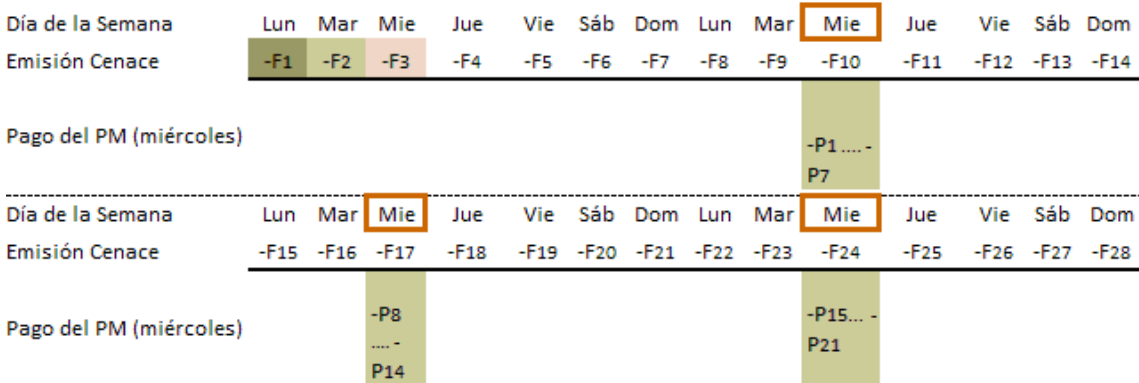 Día de la Semana Lun Mar Mie Jue Vie Sáb Dom Lun Mar Mie Jue Vie Sáb Dom
Emisión Cenace -F1 -F2 -F3 -F4 -F5 -F6 -F7 -F8 -F9 -F10 -F11 -F12 -F13 -F14
Pago del PM (miércoles)
-P1 .... -
P7
Día de la Semana Lun Mar Mie Jue Vie Sáb Dom Lun Mar Mie Jue Vie Sáb Dom
Emisión Cenace -F15 -F16 -F17 -F18 -F19 -F20 -F21 -F22 -F23 -F24 -F25 -F26 -F27 -F28
Pago del PM (miércoles)
-P8
.... -
P14
-P15... -
P21